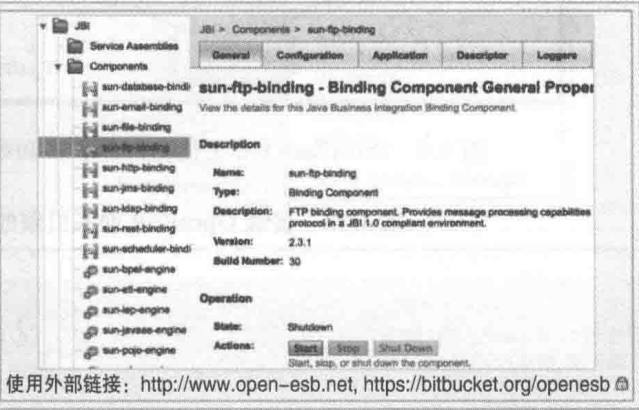 JBI
Service Assemblies
Components
sun-database-bindi
sun-email-binding
sun-file-binding
sun-ftp-binding
sun-http-binding
sun-jms-binding
sun-ldap-binding
sun-rest-binding
sun-scheduler-bindi
sun-bpel-engine
sun-etl-engine
sun-iep-engine
sun-javaee-engine
sun-pojo-engine
JBI > Components > sun-ftp-binding
General Configuration Application Descriptor Loggers
sun-ftp-binding - Binding Component General Proper
View the details for this Java Business Integration Binding Component.
Description
Name: sun-ftp-binding
Type: Binding Component
Description: FTP binding component. Provides message processing capabilities
protocol in a JBI 1.0 compliant environment.
Version: 2.3.1
Build Number: 30
Operation
State: Shutdown
Actions: Start Stop Shut Down
Start, stop, or shut down the component.
使用外部链接：http://www.open-esb.net, https://bitbucket.org/openesb